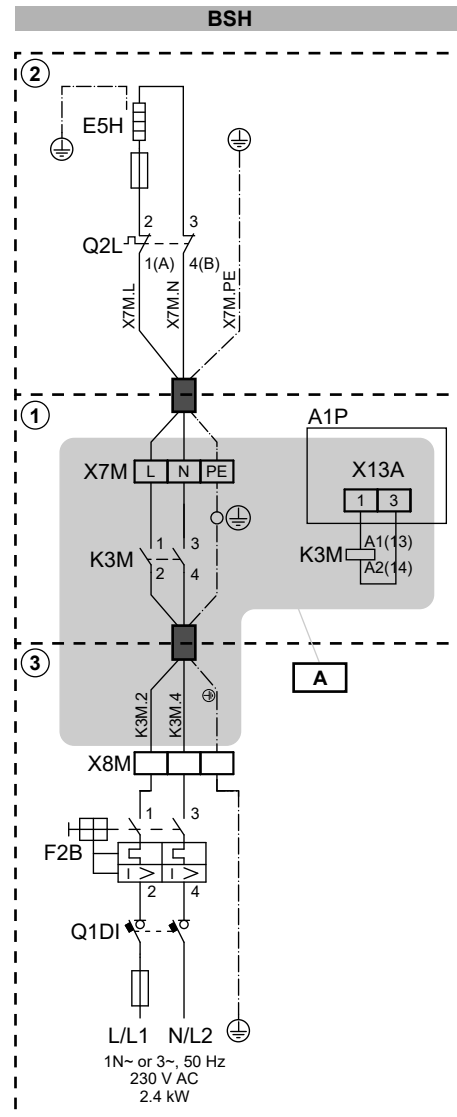 BSH
2
E5H
2 3
Q2L
1(A) 4(B)
X7M.L X7M.N X7M.PE
1
A1P
X7M L N PE
X13A
1 3
1 3
K3M
2 4
K3M A1(13)
A2(14)
3
A
K3M.2 K3M.4
X8M
1 3
F2B
I > I >
2 4
Q1DI
L/L1 N/L2
1N~ or 3~, 50 Hz
230 V AC
2.4 kW